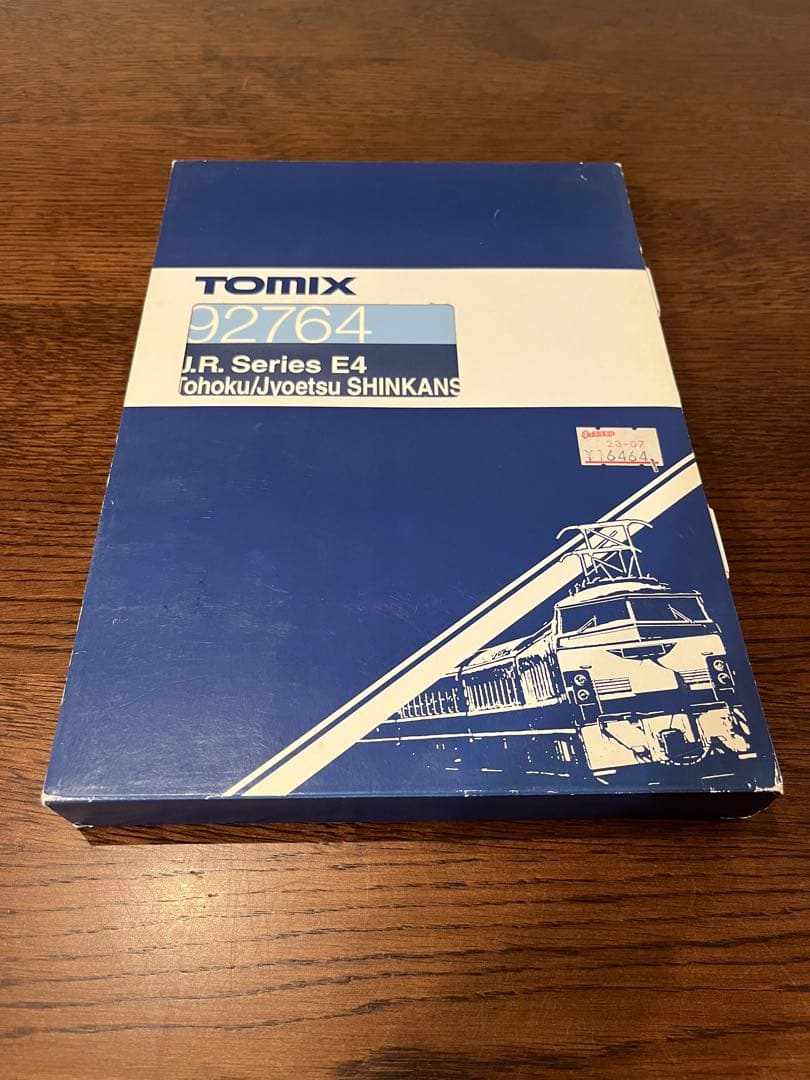 TOMIX
92764
J.R. Series E4
Tohoku/Jyoetsu SHINKANS
23-07
¥16464